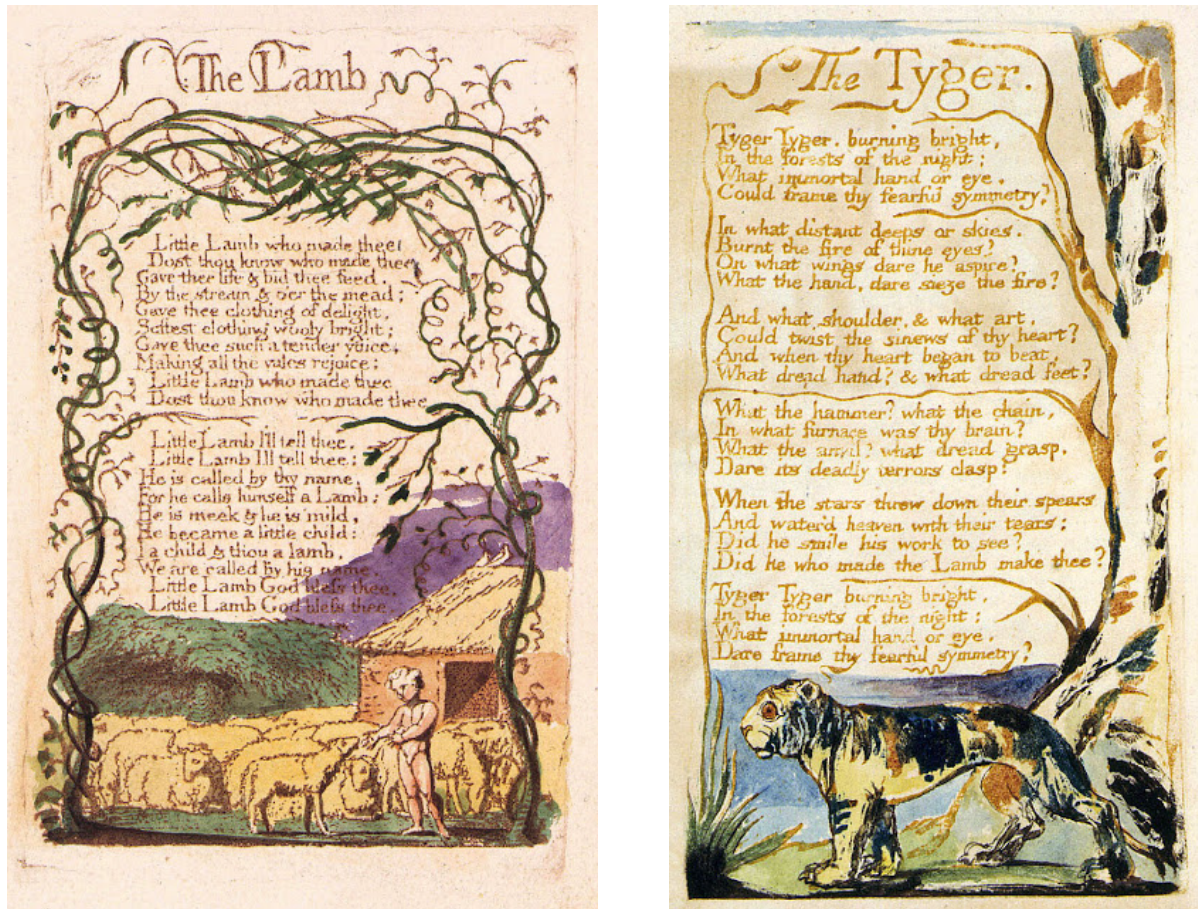 The Lamb
Little Lamb who made thee
Dost thou know who made thee
Gave thee life & bid thee feed.
By the stream & o'er the mead;
Gave thee clothing of delight,
Softest clothing wooly bright;
Gave thee such a tender voice,
Making all the vales rejoice:
Little Lamb who made thee
Dost thou know who made thee
Little Lamb I'll tell thee,
Little Lamb I'll tell thee;
He is called by thy name,
For he calls himself a Lamb:
He is meek & he is mild,
He became a little child:
I a child & thou a lamb,
We are called by his name.
Little Lamb God bless thee.
Little Lamb God bless thee.
The Tyger.
Tyger Tyger, burning bright,
In the forests of the night;
What immortal hand or eye,
Could frame thy fearful symmetry?
In what distant deeps or skies.
Burnt the fire of thine eyes?
On what wings dare he aspire?
What the hand, dare sieze the fire?
And what shoulder, & what art,
Could twist the sinews of thy heart?
And when thy heart began to beat,
What dread hand? & what dread feet?
What the hammer? what the chain,
In what furnace was thy brain?
What the anvil? what dread grasp,
Dare its deadly terrors clasp!
When the stars threw down their spears
And water'd heaven with their tears:
Did he smile his work to see?
Did he who made the Lamb make thee?
Tyger Tyger burning bright,
In the forests of the night:
What immortal hand or eye,
Dare frame thy fearful symmetry?